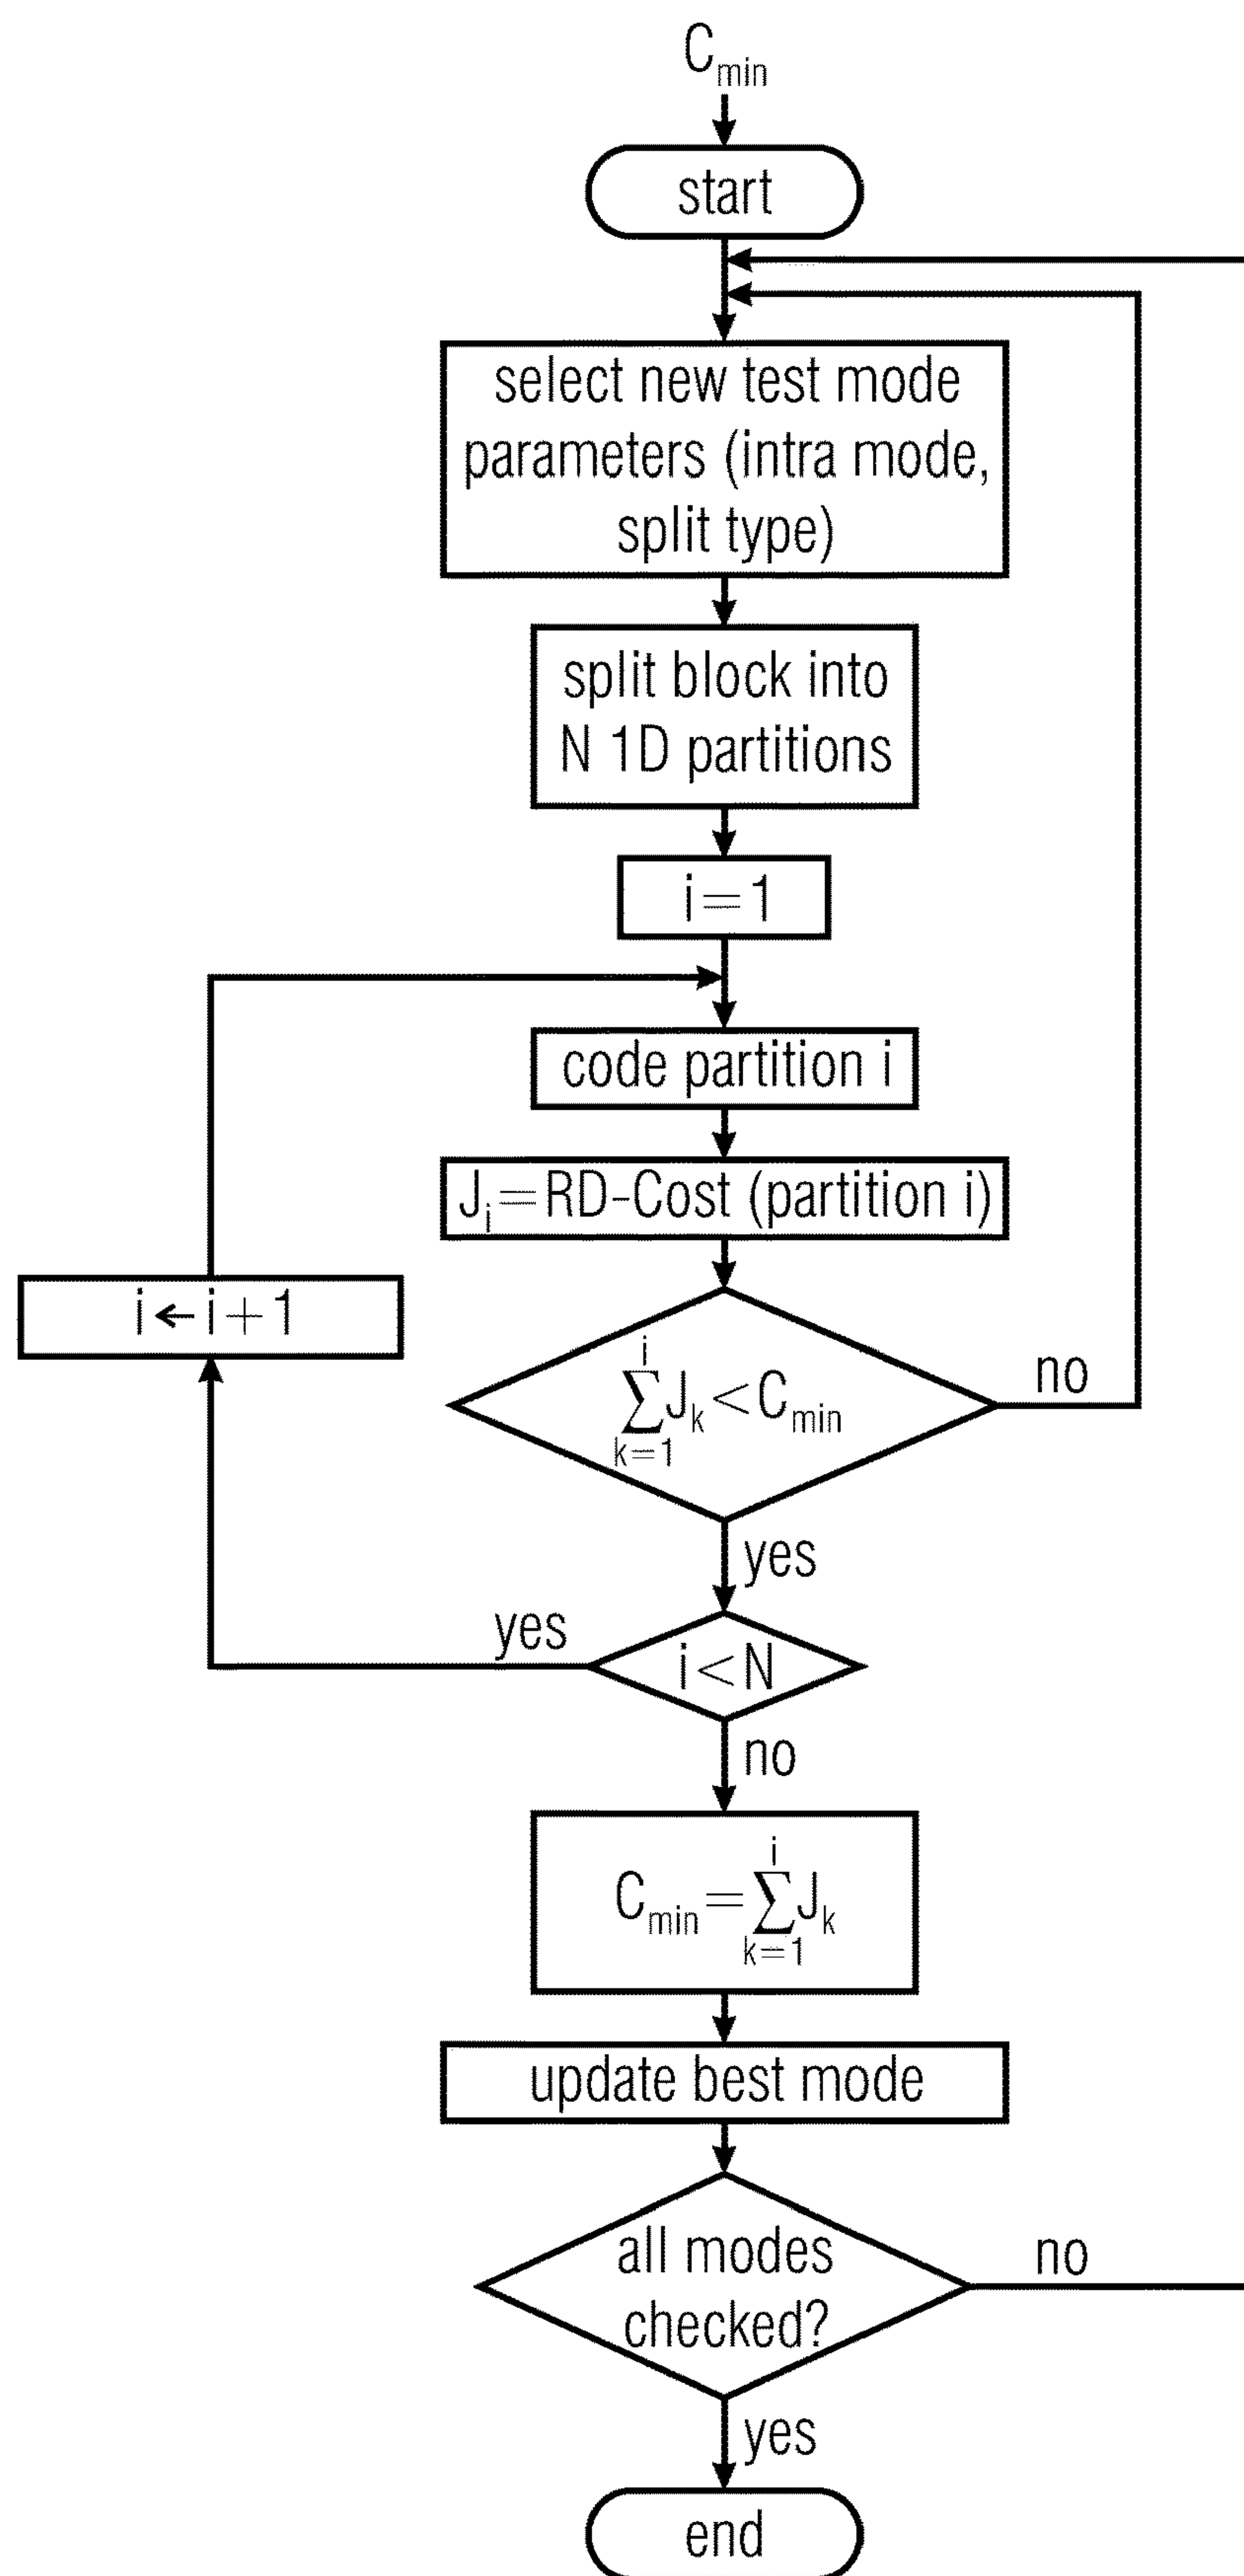 C_min
start
select new test mode
parameters (intra mode,
split type)
split block into
N 1D partitions
i=1
code partition i
J_i=RD-Cost (partition i)
i←i+1
∑_{k=1}^{i} J_k<C_min
no
yes
yes
i<N
no
C_min=∑_{k=1}^{i} J_k
update best mode
all modes
checked?
no
yes
end